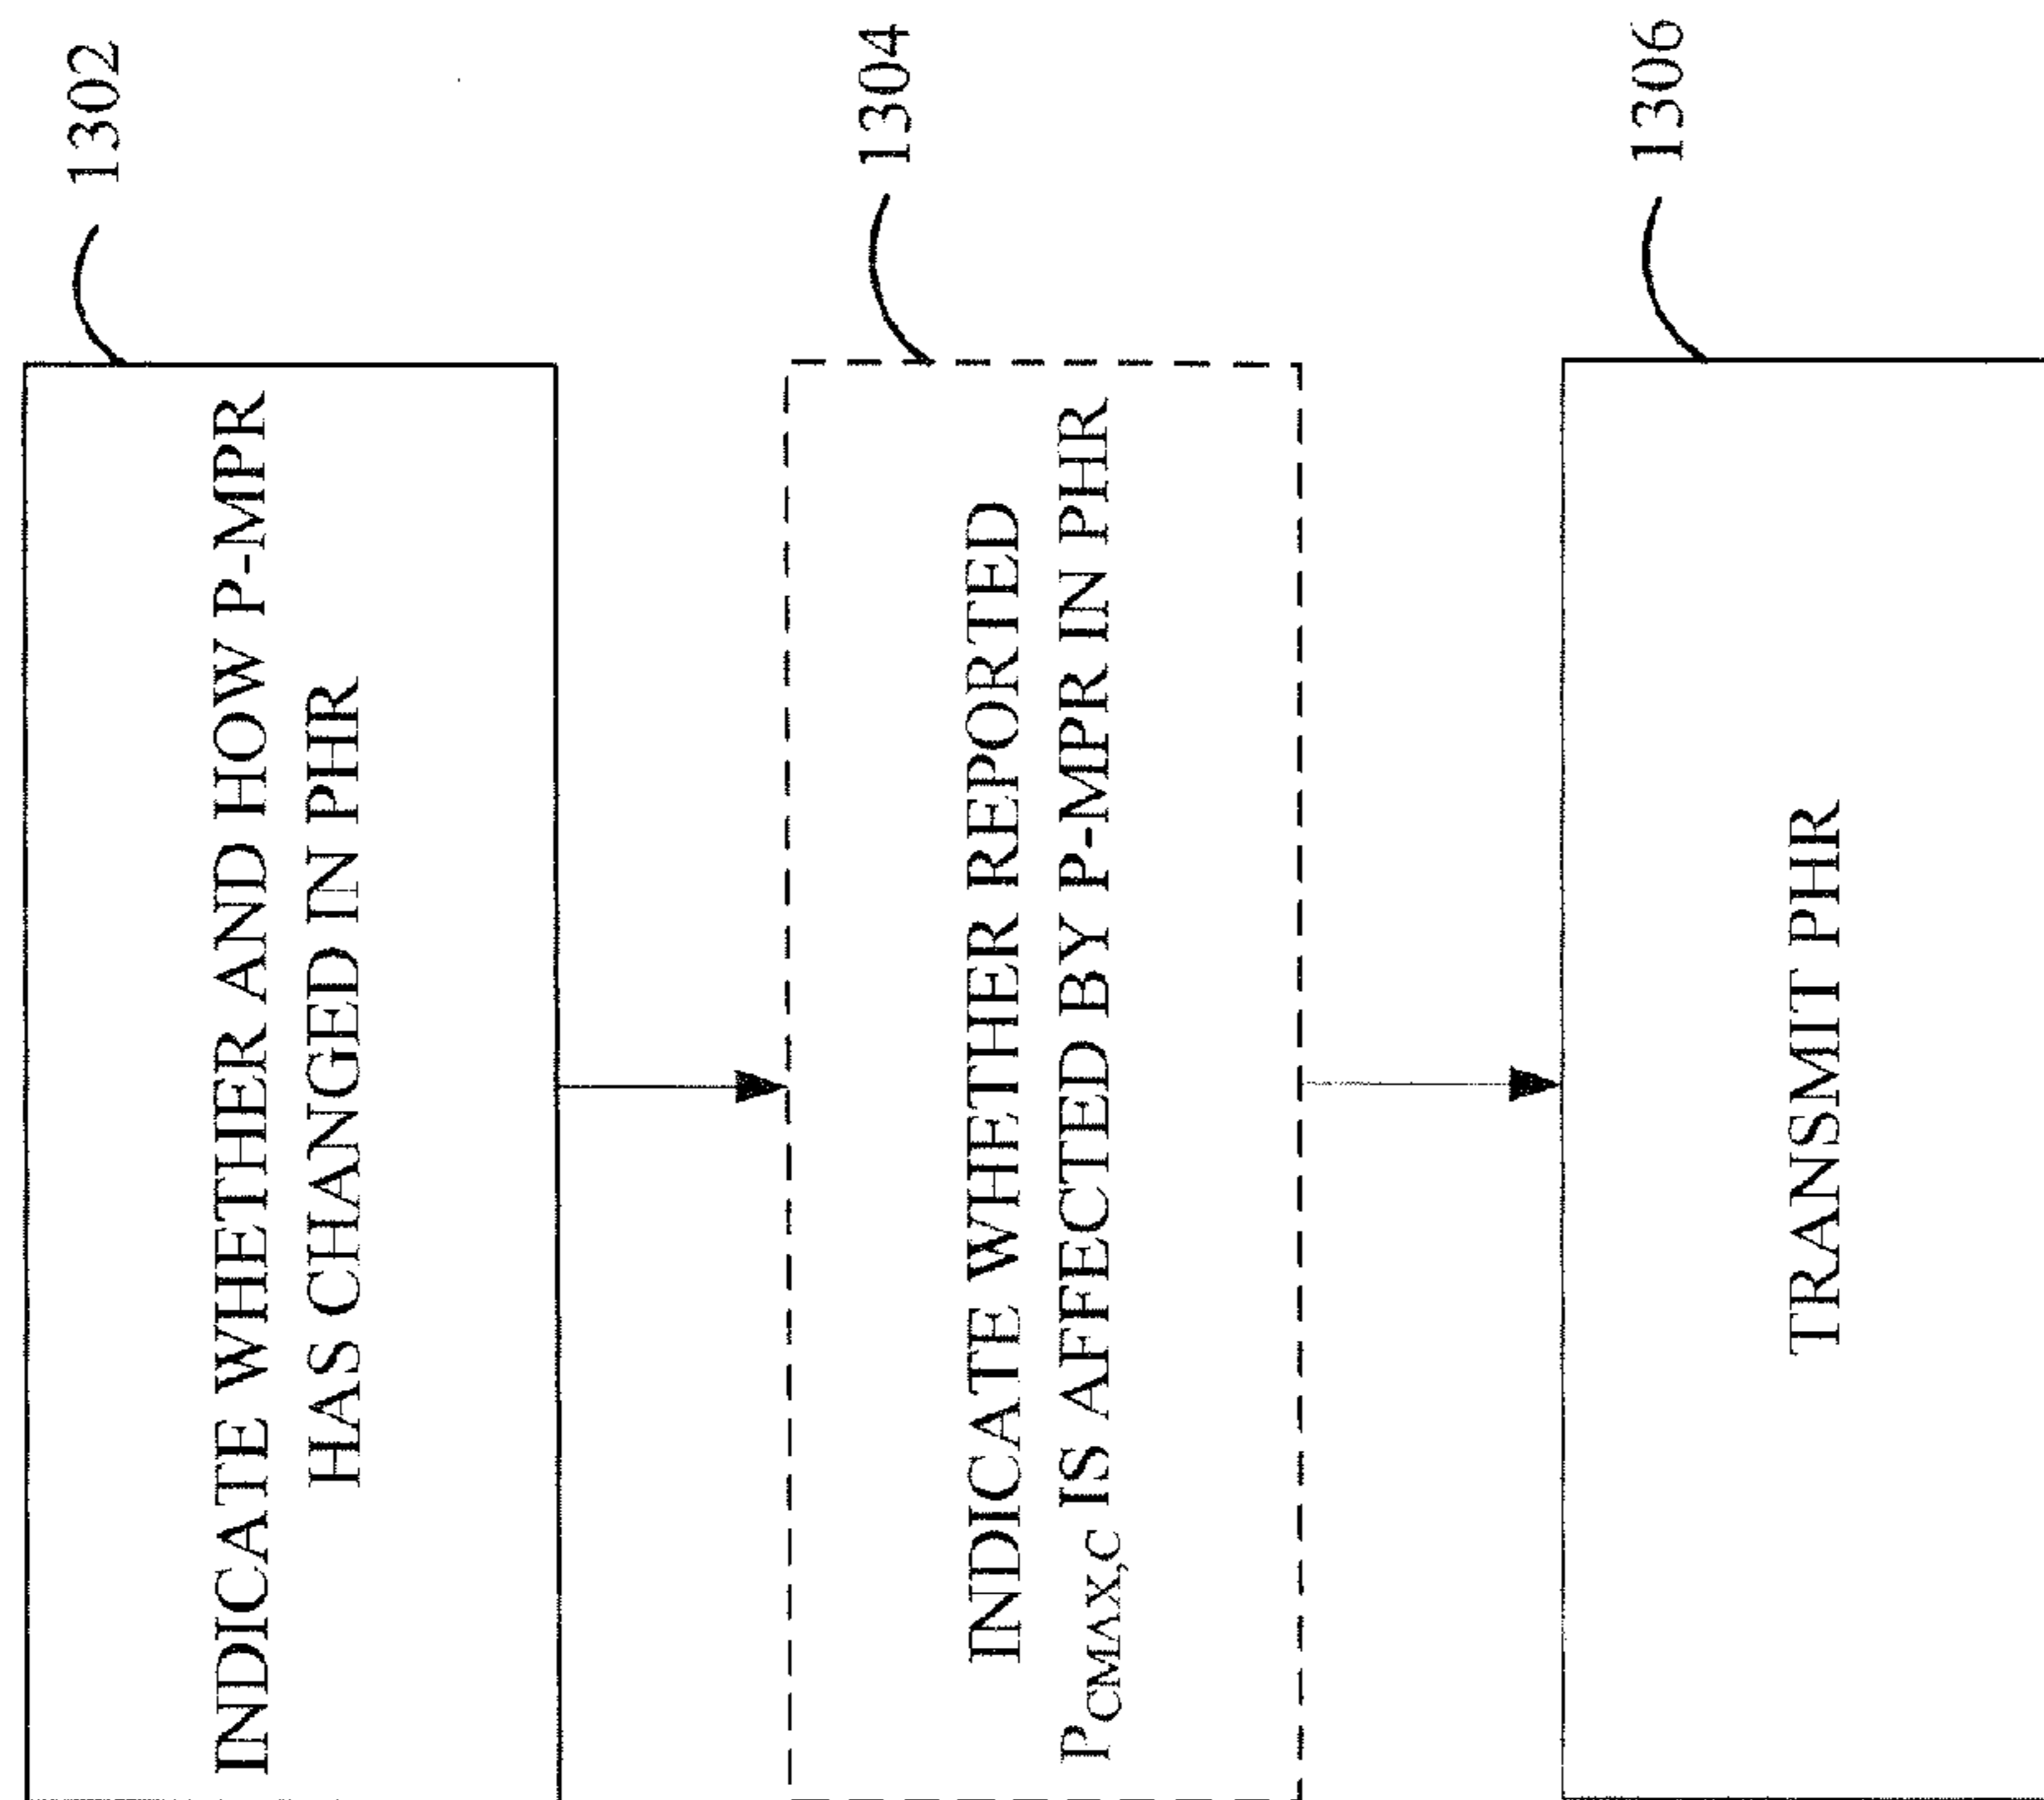 1302
INDICATE WHETHER AND HOW P-MPR
HAS CHANGED IN PHR
1304
INDICATE WHETHER REPORTED
PCMAX,C IS AFFECTED BY P-MPR IN PHR
1306
TRANSMIT PHR